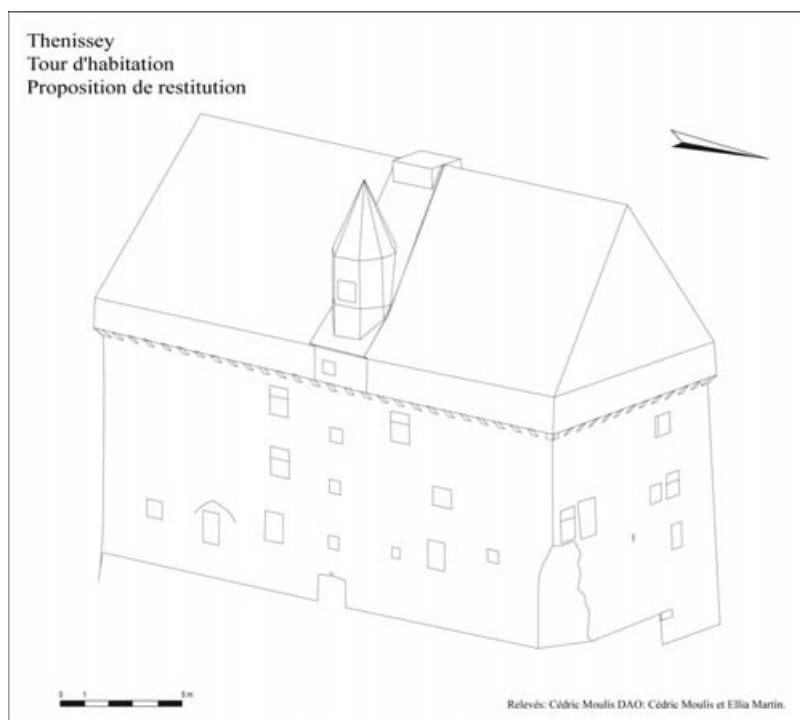 Thenissey
Tour d'habitation
Proposition de restitution
0 1 5 m
Relevés: Cédric Moulis DAO: Cédric Moulis et Ellia Martin.